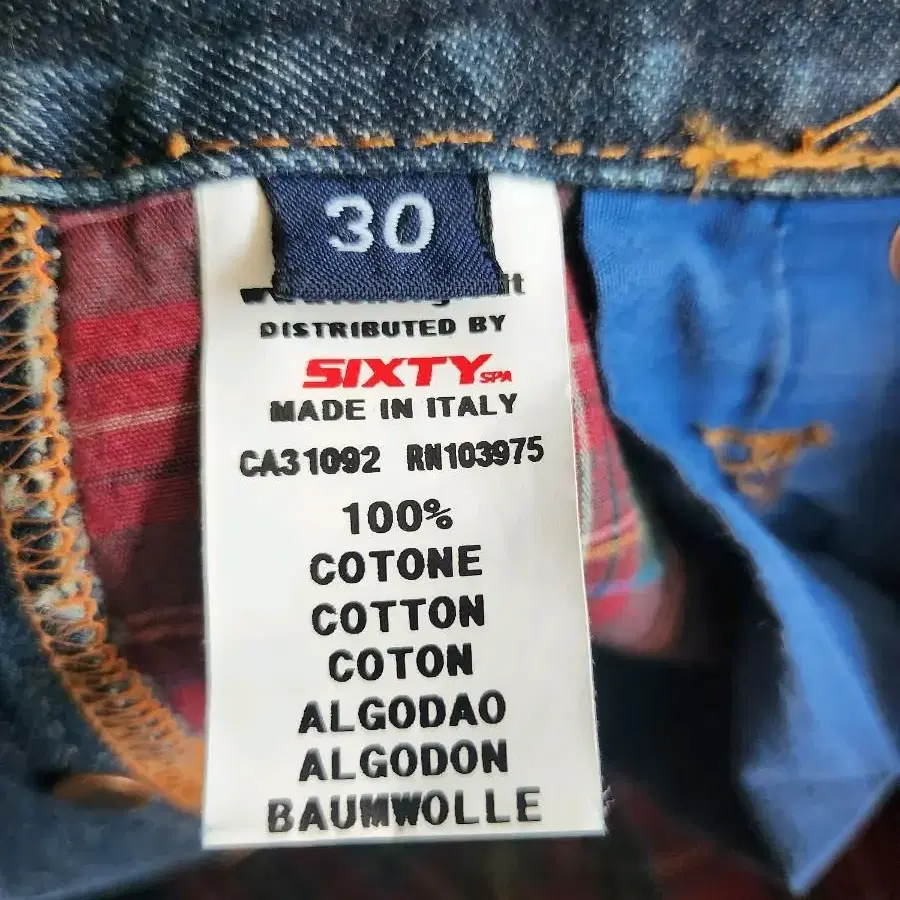 30
DISTRIBUTED BY
SIXTY SPA
MADE IN ITALY
CA31092 RN103975
100%
COTONE
COTTON
COTON
ALGODAO
ALGODON
BAUMWOLLE